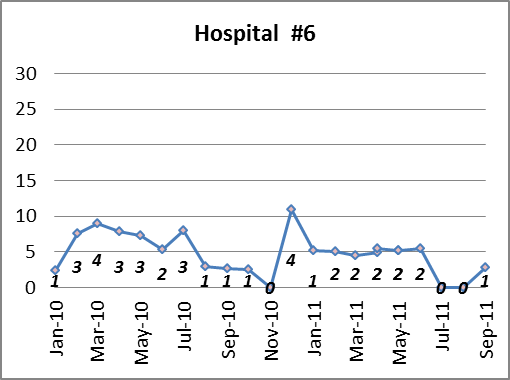 Hospital #6
30
25
20
15
10
5
0
1 3 4 3 3 2 3 1 1 1 0 4 1 2 2 2 2 2 0 0 1
Jan-10 Mar-10 May-10 Jul-10 Sep-10 Nov-10 Jan-11 Mar-11 May-11 Jul-11 Sep-11